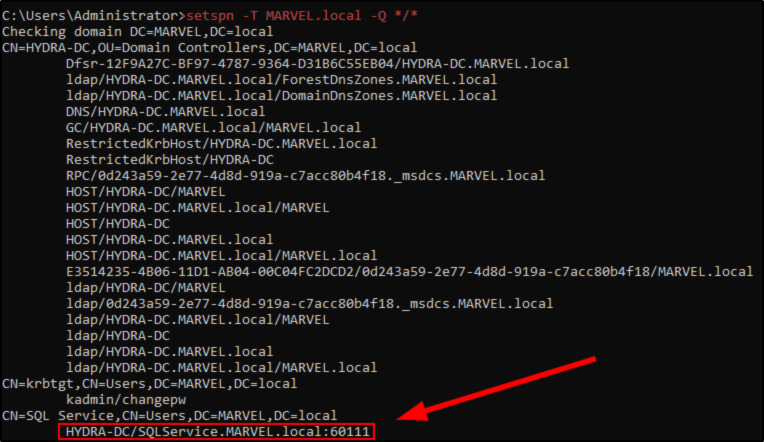 C:\Users\Administrator>setspn -T MARVEL.local -Q */*
Checking domain DC=MARVEL,DC=local
CN=HYDRA-DC,OU=Domain Controllers,DC=MARVEL,DC=local
Dfsr-12F9A27C-BF97-4787-9364-D31B6C55EB04/HYDRA-DC.MARVEL.local
ldap/HYDRA-DC.MARVEL.local/ForestDnsZones.MARVEL.local
ldap/HYDRA-DC.MARVEL.local/DomainDnsZones.MARVEL.local
DNS/HYDRA-DC.MARVEL.local
GC/HYDRA-DC.MARVEL.local/MARVEL.local
RestrictedKrbHost/HYDRA-DC.MARVEL.local
RestrictedKrbHost/HYDRA-DC
RPC/0d243a59-2e77-4d8d-919a-c7acc80b4f18._msdcs.MARVEL.local
HOST/HYDRA-DC/MARVEL
HOST/HYDRA-DC.MARVEL.local/MARVEL
HOST/HYDRA-DC
HOST/HYDRA-DC.MARVEL.local
HOST/HYDRA-DC.MARVEL.local/MARVEL.local
E3514235-4B06-11D1-AB04-00C04FC2DCD2/0d243a59-2e77-4d8d-919a-c7acc80b4f18/MARVEL.local
ldap/HYDRA-DC/MARVEL
ldap/0d243a59-2e77-4d8d-919a-c7acc80b4f18._msdcs.MARVEL.local
ldap/HYDRA-DC.MARVEL.local/MARVEL
ldap/HYDRA-DC
ldap/HYDRA-DC.MARVEL.local
ldap/HYDRA-DC.MARVEL.local/MARVEL.local
CN=krbtgt,CN=Users,DC=MARVEL,DC=local
kadmin/changepw
CN=SQL Service,CN=Users,DC=MARVEL,DC=local
HYDRA-DC/SQLService.MARVEL.local:60111